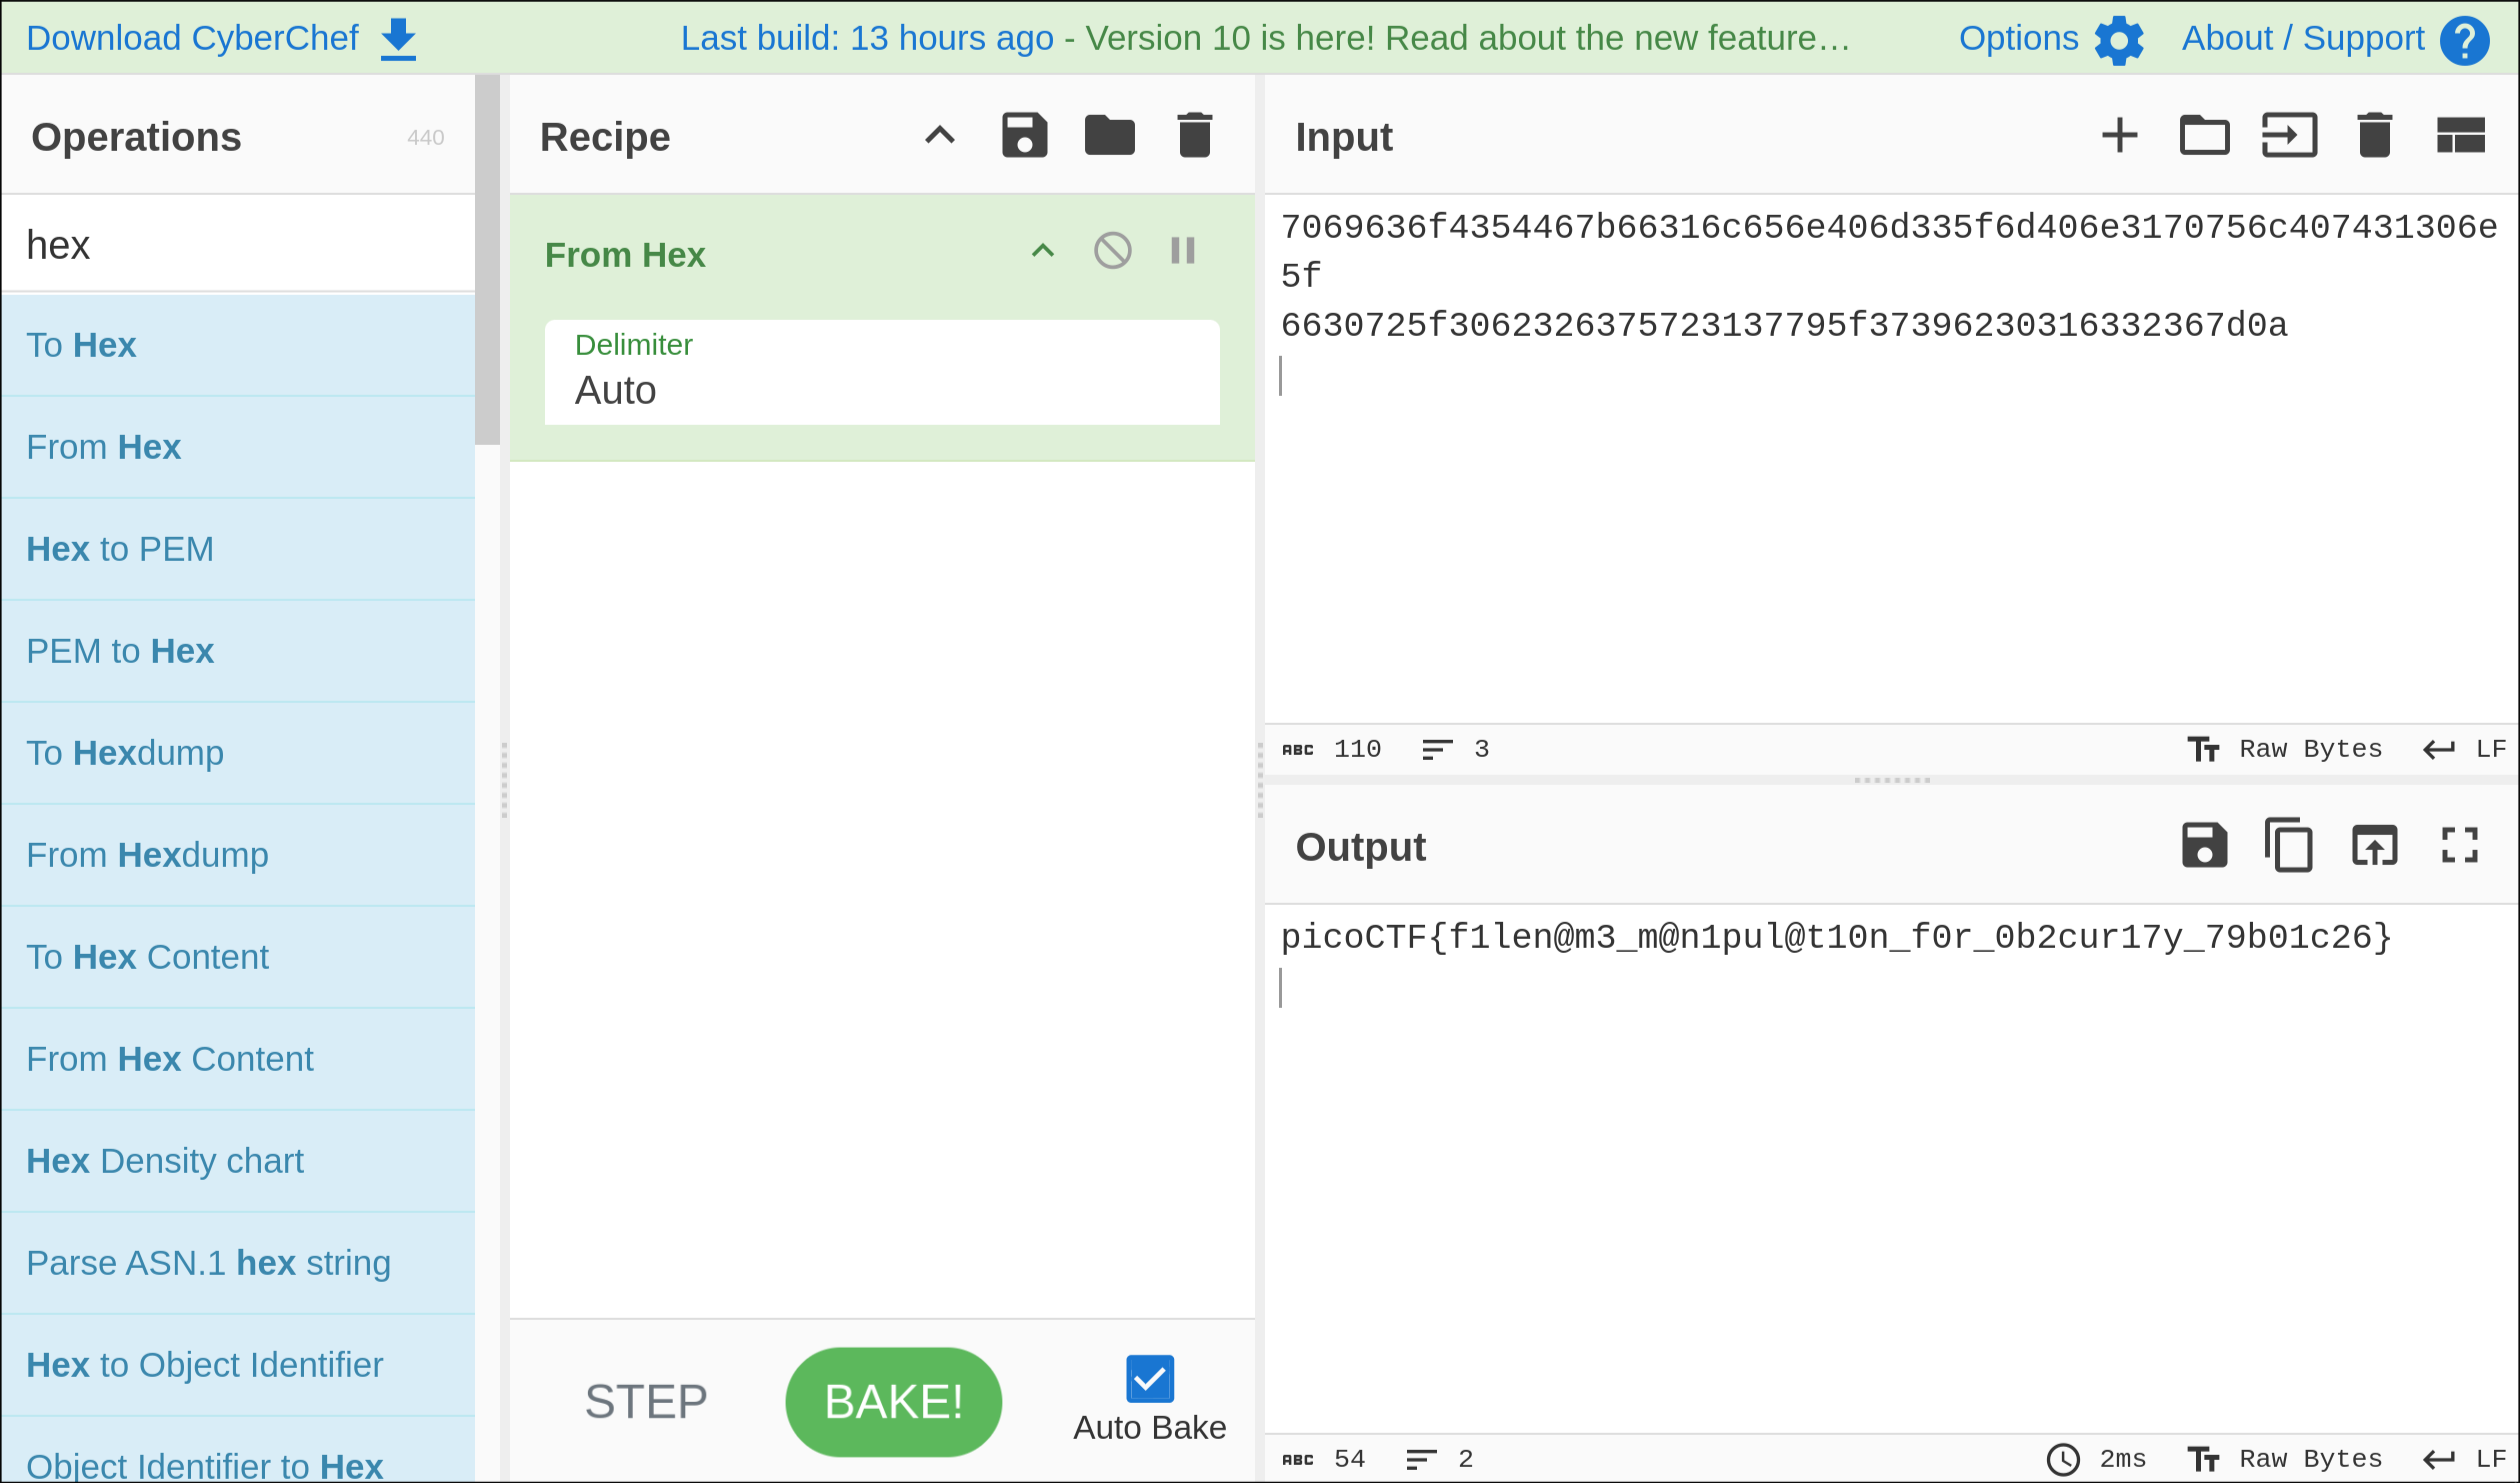 Download CyberChef
Last build: 13 hours ago - Version 10 is here! Read about the new feature…
Options
About / Support
Operations
440
hex
To Hex
From Hex
Hex to PEM
PEM to Hex
To Hexdump
From Hexdump
To Hex Content
From Hex Content
Hex Density chart
Parse ASN.1 hex string
Hex to Object Identifier
Object Identifier to Hex
Recipe
From Hex
Delimiter
Auto
STEP
BAKE!
Auto Bake
Input
7069636f4354467b66316c656e406d335f6d406e3170756c407431306e
5f
6630725f3062326375723137795f3739623031633236​7d0a
ABC 110 3
Raw Bytes LF
Output
picoCTF{f1len@m3_m@n1pul@t10n_f0r_0b2cur17y_79b01c26}
ABC 54 2
2ms Raw Bytes LF